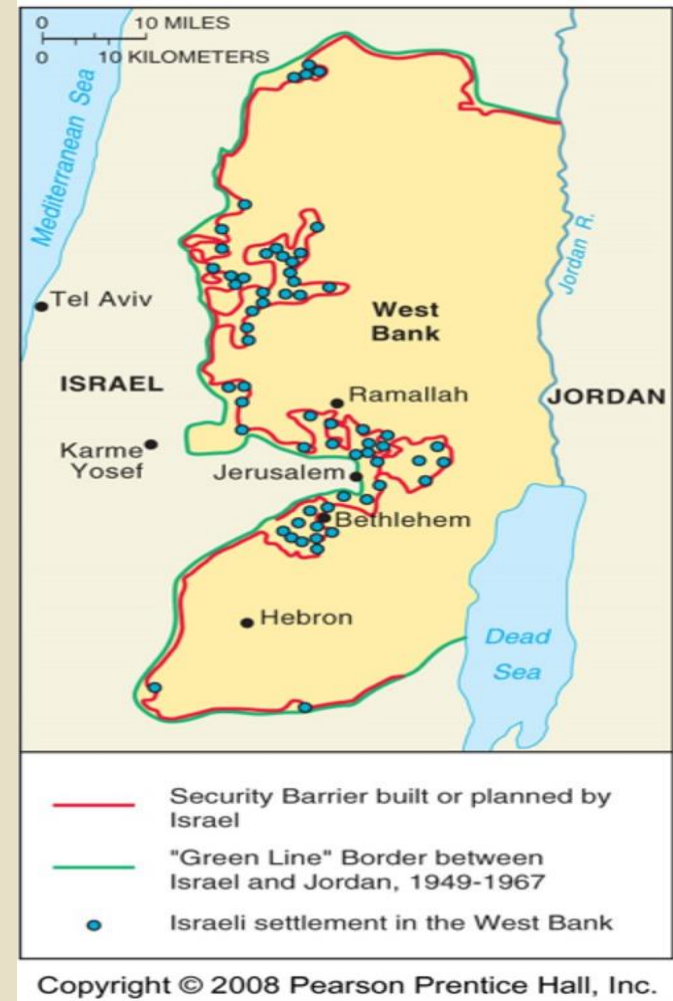 0 10 MILES
0 10 KILOMETERS
Mediterranean Sea
Jordan R.
Tel Aviv
West
Bank
ISRAEL
Ramallah
JORDAN
Karme
Yosef
Jerusalem
Bethlehem
Hebron
Dead
Sea
Security Barrier built or planned by
Israel
"Green Line" Border between
Israel and Jordan, 1949-1967
Israeli settlement in the West Bank
Copyright © 2008 Pearson Prentice Hall, Inc.